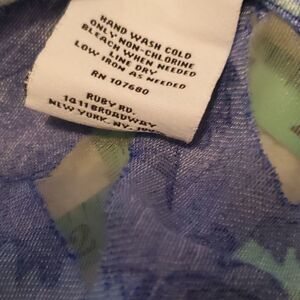 HAND WASH COLD
ONLY NON-CHLORINE
BLEACH WHEN NEEDED
LINE DRY
LOW IRON AS NEEDED
RN 107680
RUBY RD.
1411 BROADWAY
NEW YORK, NY,